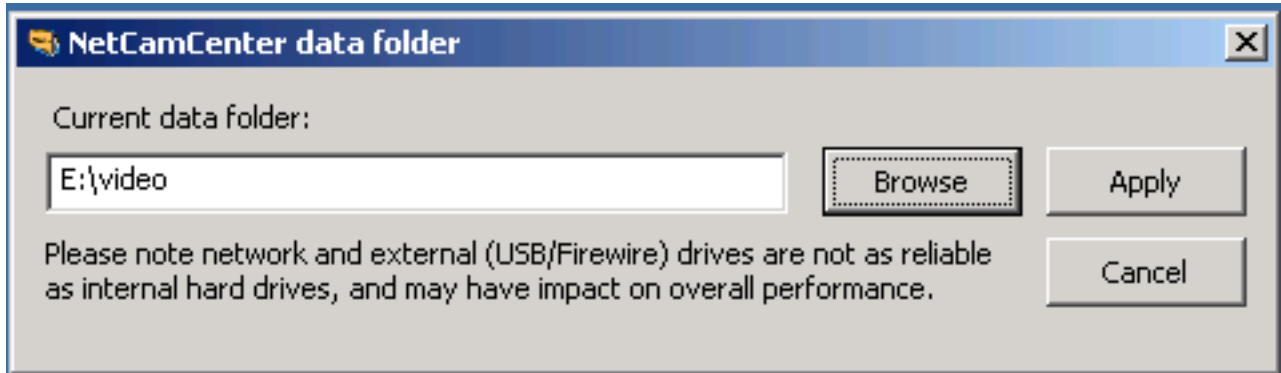 NetCamCenter data folder
Current data folder:
E:\video
Browse
Apply
Please note network and external (USB/Firewire) drives are not as reliable
as internal hard drives, and may have impact on overall performance.
Cancel